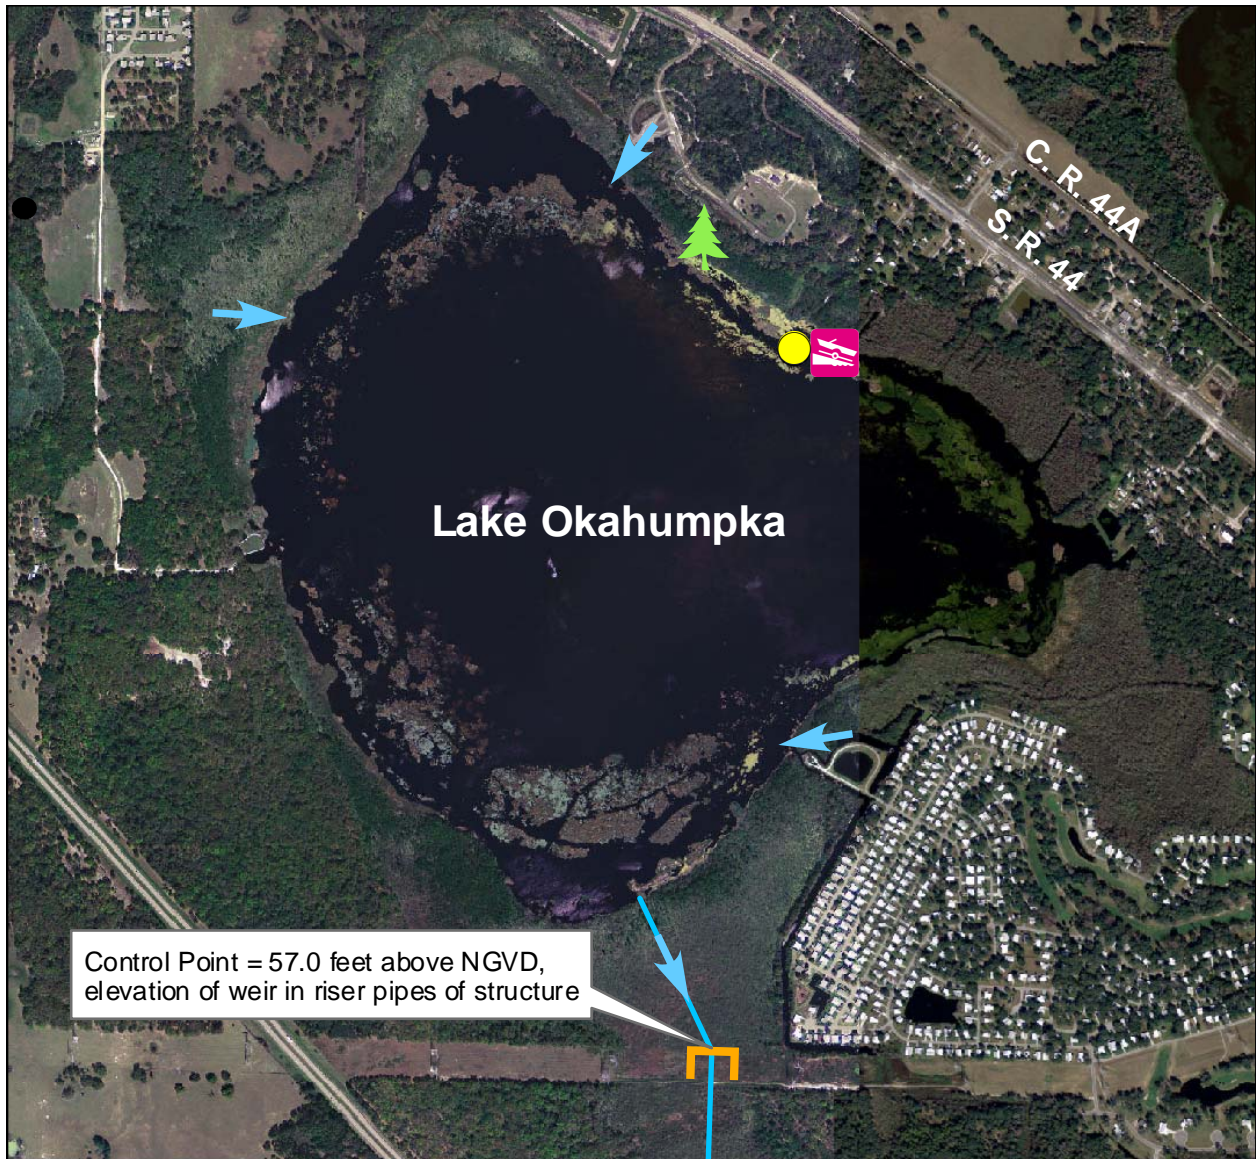 C. R. 44A
S. R. 44
Lake Okahumpka
Control Point = 57.0 feet above NGVD,
elevation of weir in riser pipes of structure